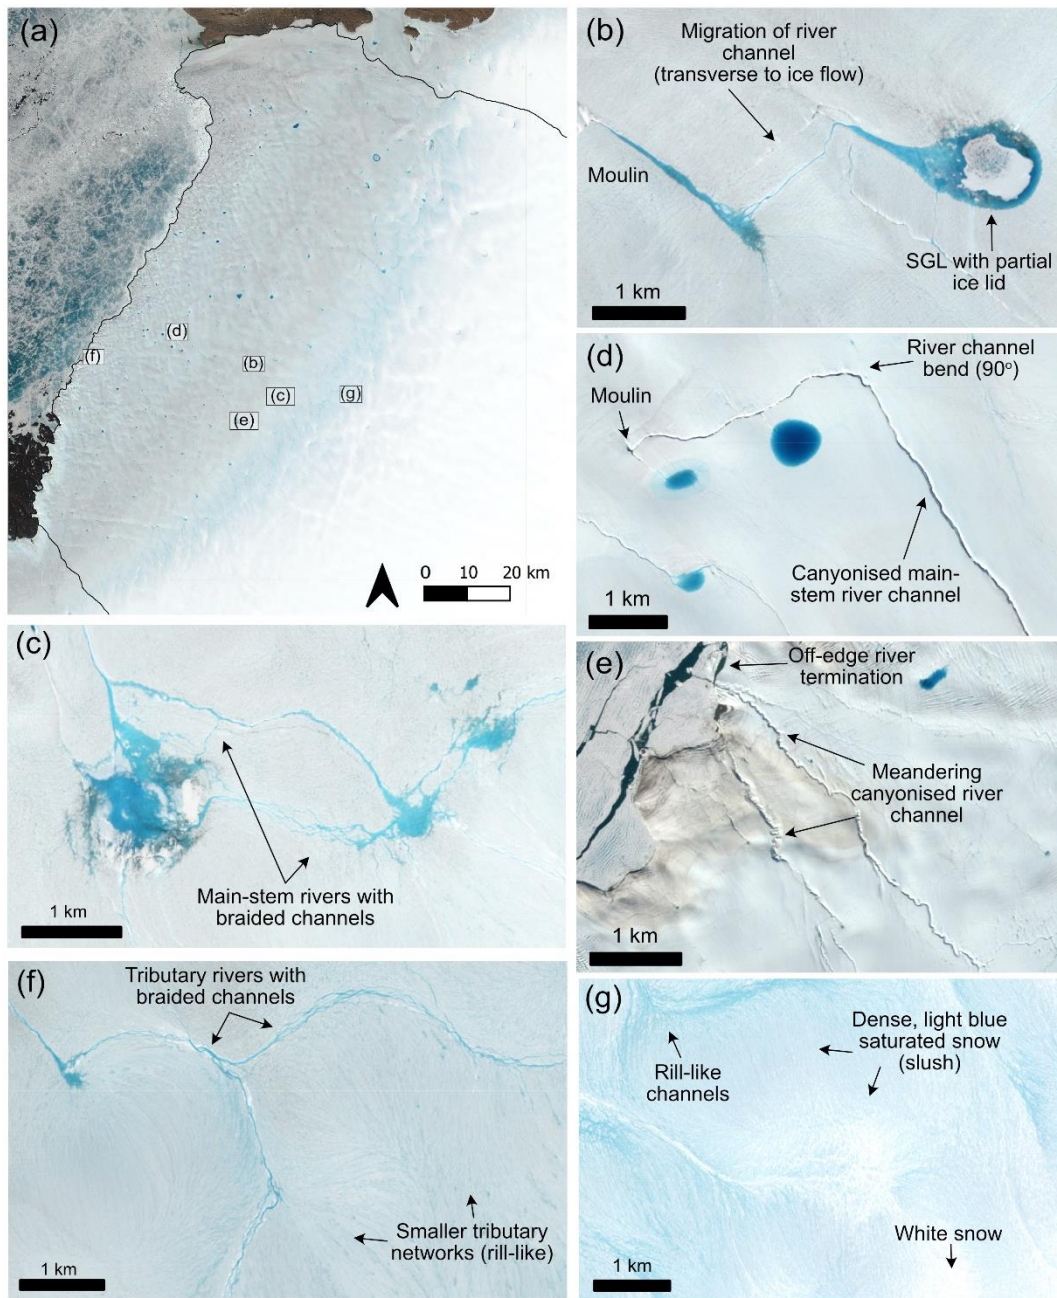 (a)
(d)
(f)
(b)
(c)
(g)
(e)
0 10 20 km
(b)
Migration of river
channel
(transverse to ice flow)
Moulin
SGL with partial
ice lid
1 km
(d)
River channel
bend (90º)
Moulin
Canyonised main-
stem river channel
1 km
(c)
Main-stem rivers with
braided channels
1 km
(e)
Off-edge river
termination
Meandering
canyonised river
channel
1 km
(f)
Tributary rivers with
braided channels
Smaller tributary
networks (rill-like)
1 km
(g)
Dense, light blue
saturated snow
(slush)
Rill-like
channels
White snow
1 km